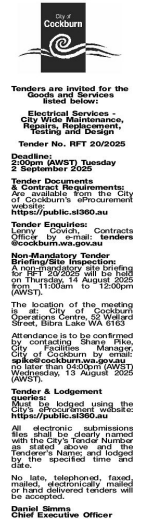 City of
Cockburn
Tenders are invited for the
Goods and Services
listed below:
Electrical Services -
City Wide Maintenance,
Repairs, Replacement,
Testing and Design
Tender No. RFT 20/2025
Deadline:
2:00pm (AWST) Tuesday
2 September 2025
Tender Documents
& Contract Requirements:
Are available from the City
of Cockburn's eProcurement
website:
https://public.sl360.au
Tender Enquiries:
Lenny Covich, Contracts
Officer by e-mail: tenders
@cockburn.wa.gov.au
Non-Mandatory Tender
Briefing/Site Inspection:
A non-mandatory site briefing
for RFT 20/2025 will be held
on Thursday, 14 August 2025
from 11:00am to 12:00pm
(AWST).
The location of the meeting
is at: City of Cockburn
Operations Centre, 52 Wellard
Street, Bibra Lake WA 6163
Attendance is to be confirmed
by contacting Shane Pike,
City Facilities Manager,
City of Cockburn by email:
spike@cockburn.wa.gov.au
no later than 04:00pm (AWST)
Wednesday, 13 August 2025
(AWST).
Tender & Lodgement
queries:
Must be lodged using the
City's eProcurement website:
https://public.sl360.au
All electronic submissions
files shall be clearly named
with the City's Tender Number
as stated above and the
Tenderer's Name; and lodged
by the specified time and
date.
No late, telephoned, faxed,
mailed, electronically mailed
or hand delivered tenders will
be accepted.
Daniel Simms
Chief Executive Officer